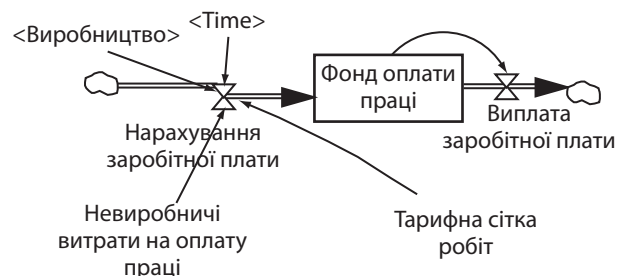 <Time>
<Виробництво>
Фонд оплати
праці
Нарахування
заробітної плати
Виплата
заробітної плати
Невиробничі
витрати на оплату
праці
Тарифна сітка
робіт